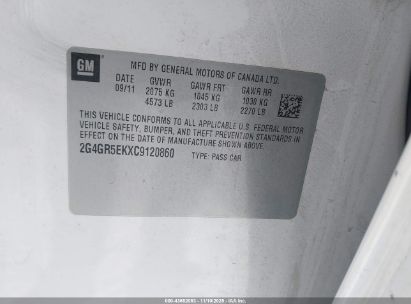 GM
MFD BY GENERAL MOTORS OF CANADA LTD.
DATE GVWR GAWR FRT GAWR RR
09/11 2075 KG 1045 KG 1030 KG
4573 LB 2303 LB 2270 LB
THIS VEHICLE CONFORMS TO ALL APPLICABLE U.S. FEDERAL MOTOR
VEHICLE SAFETY, BUMPER, AND THEFT PREVENTION STANDARDS IN
EFFECT ON THE DATE OF MANUFACTURE SHOWN ABOVE.
2G4GR5EKXC9120860 TYPE: PASS CAR